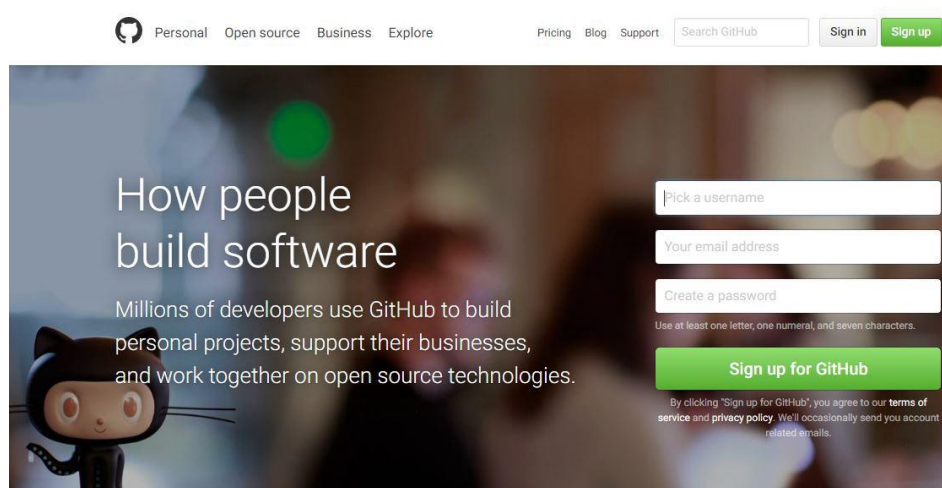 Personal Open source Business Explore Pricing Blog Support Search GitHub Sign in Sign up
How people
build software
Millions of developers use GitHub to build
personal projects, support their businesses,
and work together on open source technologies.
Pick a username
Your email address
Create a password
Use at least one letter, one numeral, and seven characters.
Sign up for GitHub
By clicking "Sign up for GitHub", you agree to our terms of
service and privacy policy. We'll occasionally send you account
related emails.